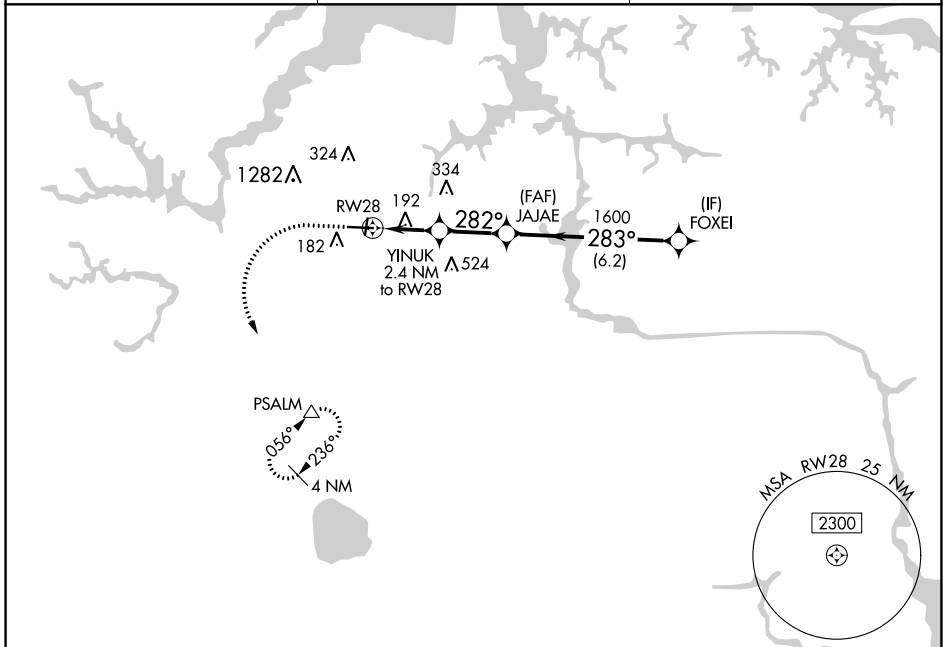 324
1282
334
192
RW28
182
282°
(FAF)
JAJAE
1600
283°
(6.2)
(IF)
FOXEI
YINUK
2.4 NM
to RW28
524
PSALM
056°
236°
4 NM
MSA RW28 25 NM
2300